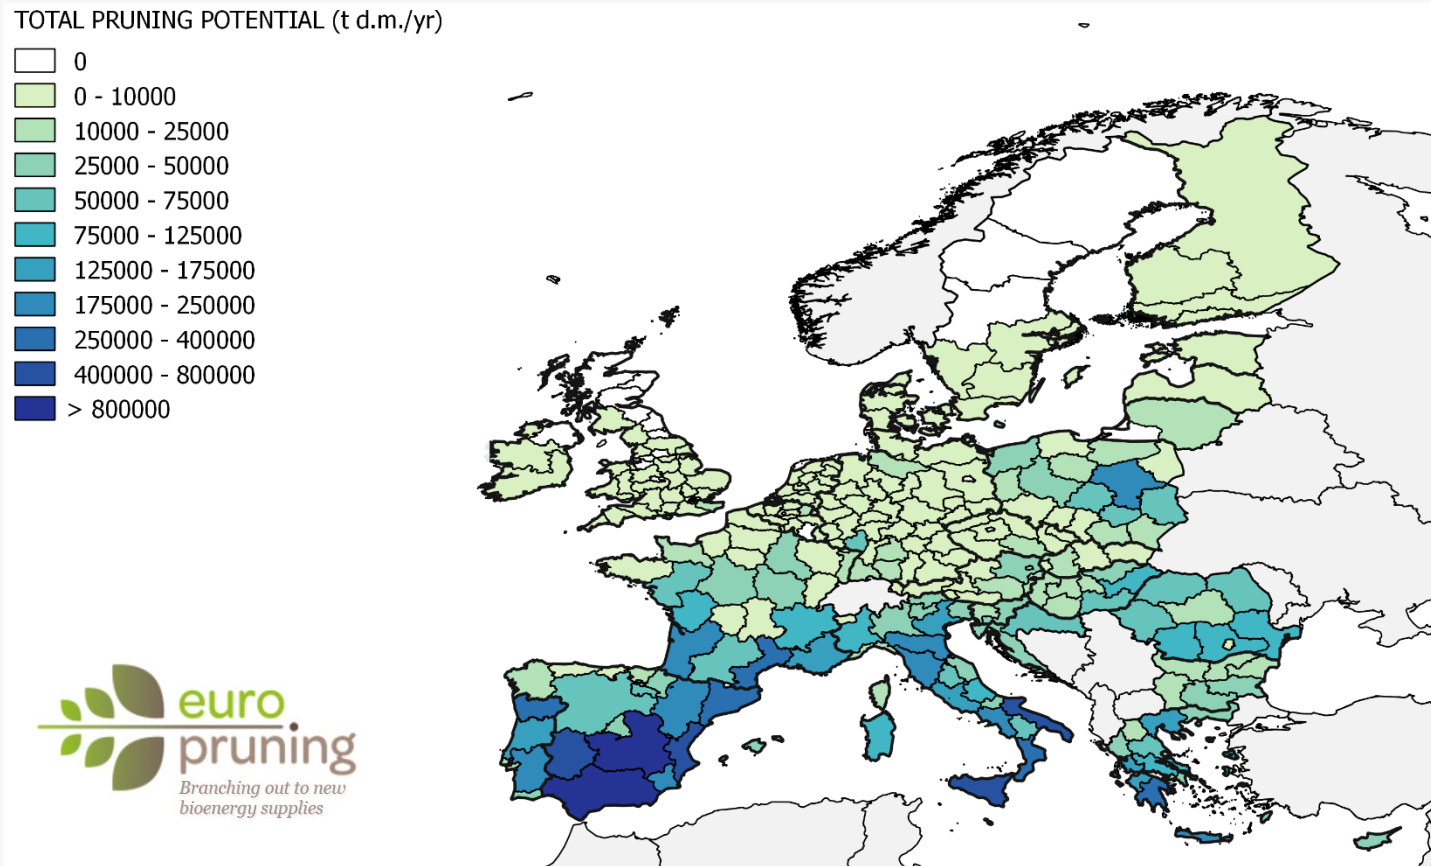 TOTAL PRUNING POTENTIAL (t d.m./yr)
0
0 - 10000
10000 - 25000
25000 - 50000
50000 - 75000
75000 - 125000
125000 - 175000
175000 - 250000
250000 - 400000
400000 - 800000
> 800000
euro
pruning
Branching out to new
bioenergy supplies